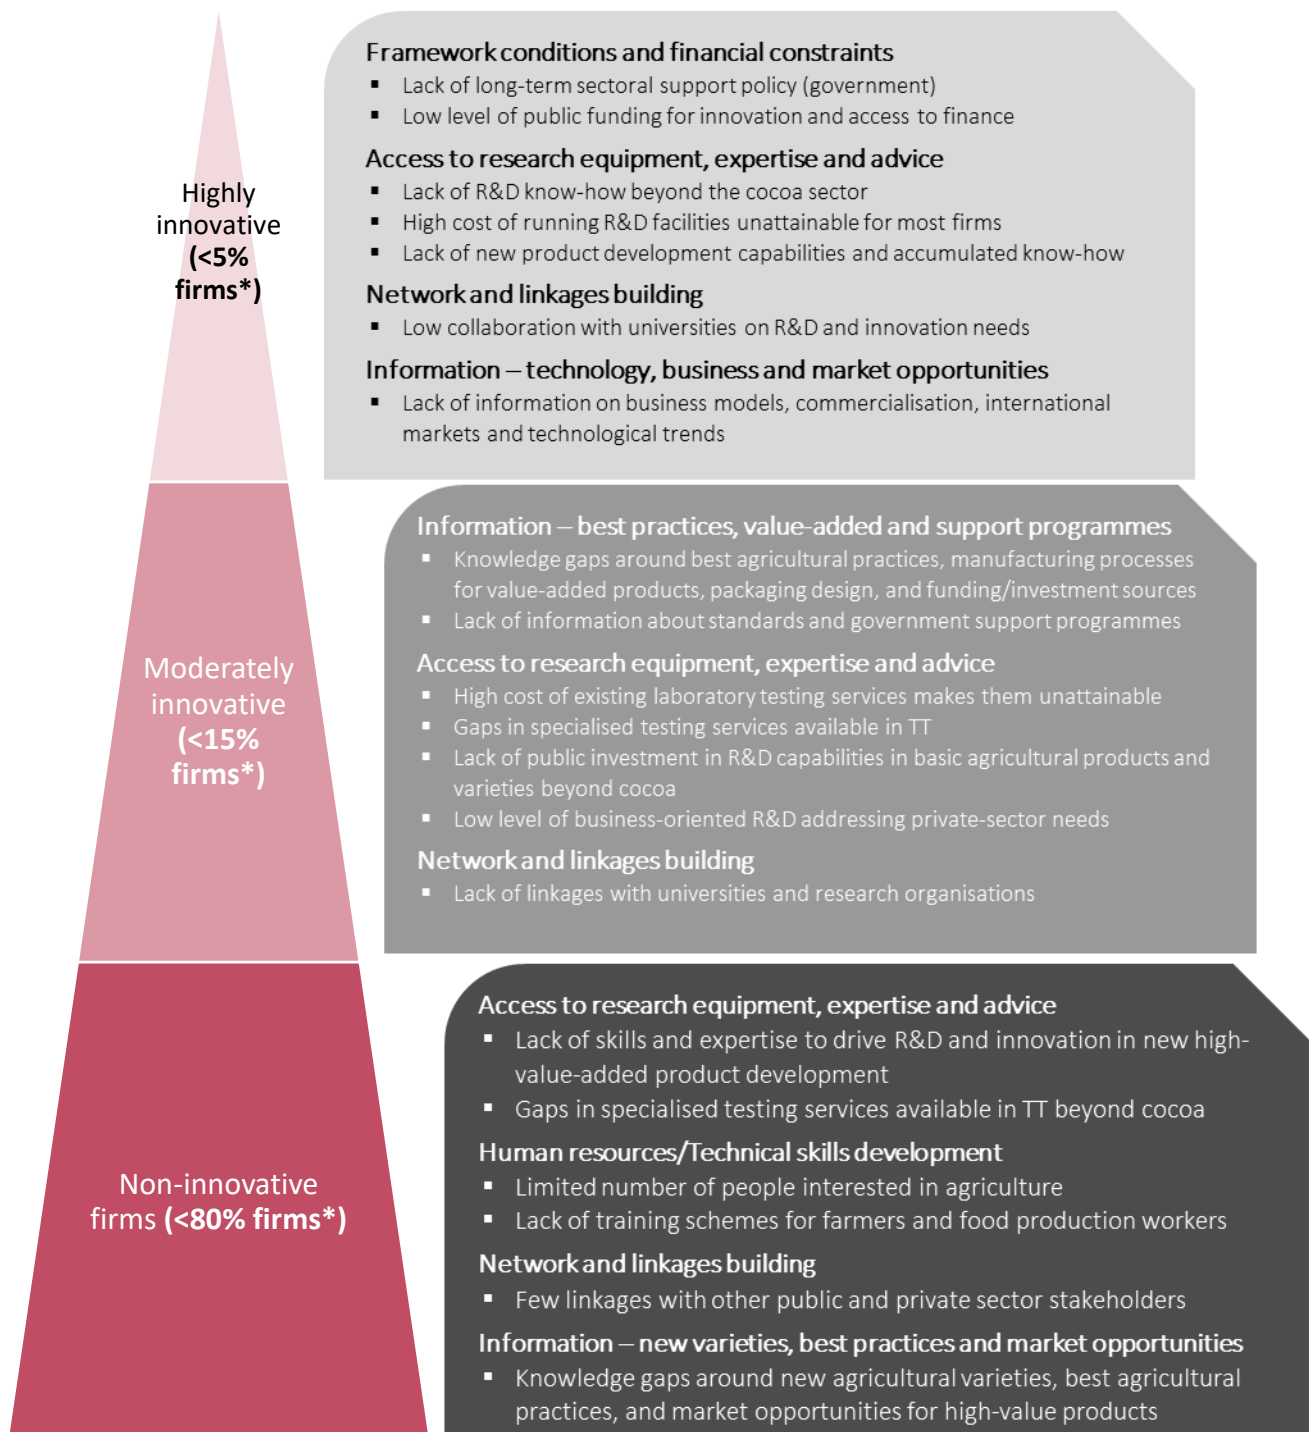 Highly
innovative
(<5%
firms*)
Framework conditions and financial constraints
▪ Lack of long-term sectoral support policy (government)
▪ Low level of public funding for innovation and access to finance
Access to research equipment, expertise and advice
▪ Lack of R&D know-how beyond the cocoa sector
▪ High cost of running R&D facilities unattainable for most firms
▪ Lack of new product development capabilities and accumulated know-how
Network and linkages building
▪ Low collaboration with universities on R&D and innovation needs
Information – technology, business and market opportunities
▪ Lack of information on business models, commercialisation, international
markets and technological trends
Moderately
innovative
(<15%
firms*)
Information – best practices, value-added and support programmes
▪ Knowledge gaps around best agricultural practices, manufacturing processes
for value-added products, packaging design, and funding/investment sources
▪ Lack of information about standards and government support programmes
Access to research equipment, expertise and advice
▪ High cost of existing laboratory testing services makes them unattainable
▪ Gaps in specialised testing services available in TT
▪ Lack of public investment in R&D capabilities in basic agricultural products and
varieties beyond cocoa
▪ Low level of business-oriented R&D addressing private-sector needs
Network and linkages building
▪ Lack of linkages with universities and research organisations
Non-innovative
firms (<80% firms*)
Access to research equipment, expertise and advice
▪ Lack of skills and expertise to drive R&D and innovation in new high-
value-added product development
▪ Gaps in specialised testing services available in TT beyond cocoa
Human resources/Technical skills development
▪ Limited number of people interested in agriculture
▪ Lack of training schemes for farmers and food production workers
Network and linkages building
▪ Few linkages with other public and private sector stakeholders
Information – new varieties, best practices and market opportunities
▪ Knowledge gaps around new agricultural varieties, best agricultural
practices, and market opportunities for high-value products